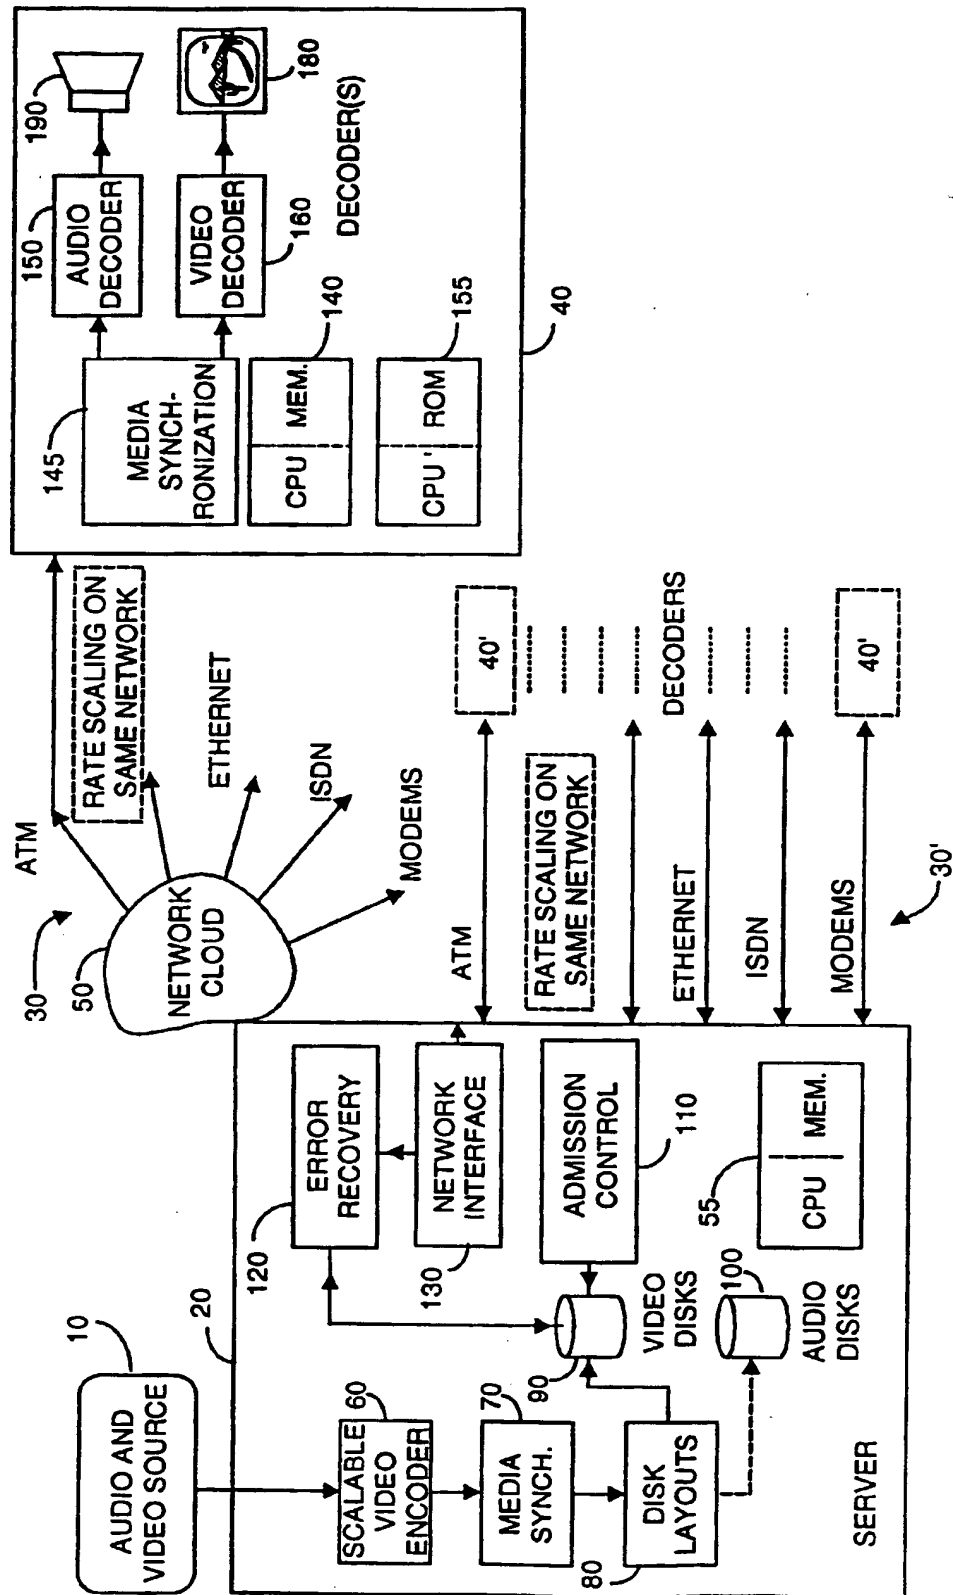 10
AUDIO AND
VIDEO SOURCE
20
60
SCALABLE
VIDEO
ENCODER
70
MEDIA
SYNCH.
80
DISK
LAYOUTS
SERVER
120
ERROR
RECOVERY
130
NETWORK
INTERFACE
90
VIDEO
DISKS
100
AUDIO
DISKS
ADMISSION
CONTROL
110
55
CPU
MEM.
30
50
NETWORK
CLOUD
ATM
RATE SCALING ON
SAME NETWORK
ETHERNET
ISDN
MODEMS
ATM
RATE SCALING ON
SAME NETWORK
ETHERNET
ISDN
MODEMS
30'
40'
DECODERS
40'
145
MEDIA
SYNCH-
RONIZATION
150
AUDIO
DECODER
190
VIDEO
DECODER
160
180
CPU
MEM.
140
CPU '
ROM
155
DECODER(S)
40